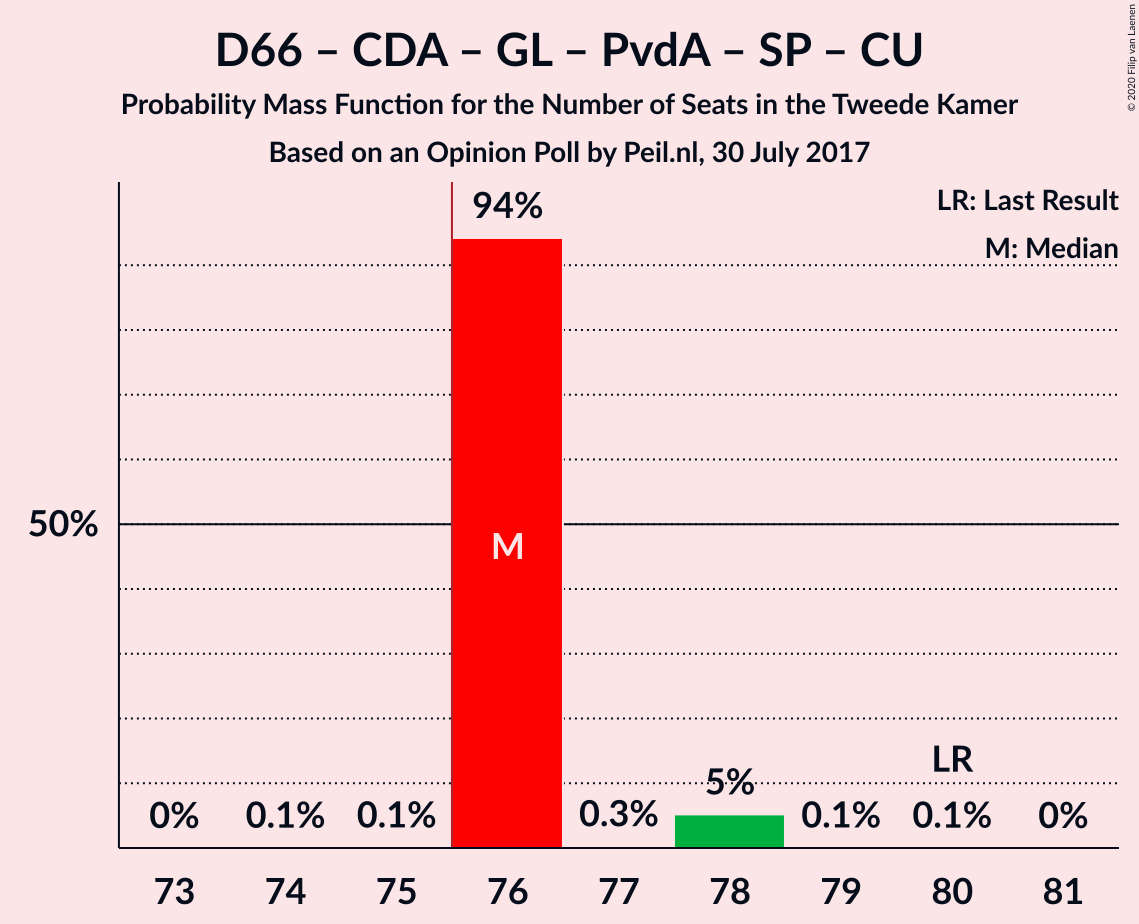 D66 – CDA – GL – PvdA – SP – CU
Probability Mass Function for the Number of Seats in the Tweede Kamer
Based on an Opinion Poll by Peil.nl, 30 July 2017
© 2020 Filip van Laenen
LR: Last Result
M: Median
94%
50%
M
LR
0% 0.1% 0.1% 0.3% 5% 0.1% 0.1% 0%
73 74 75 76 77 78 79 80 81